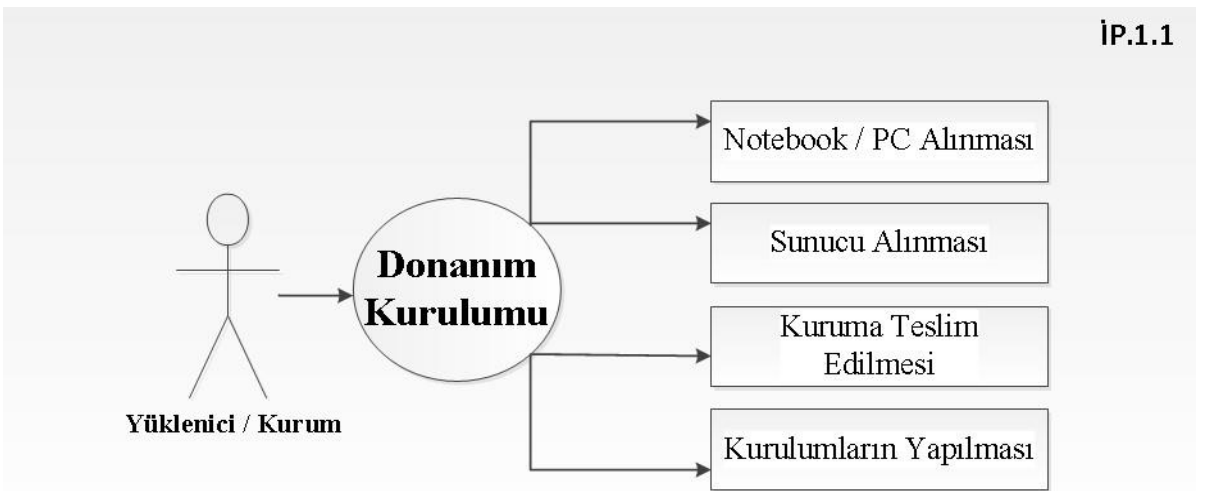 İP.1.1
Notebook / PC Alınması
Sunucu Alınması
Donanım
Kurulumu
Kuruma Teslim
Edilmesi
Yüklenici / Kurum
Kurulumların Yapılması